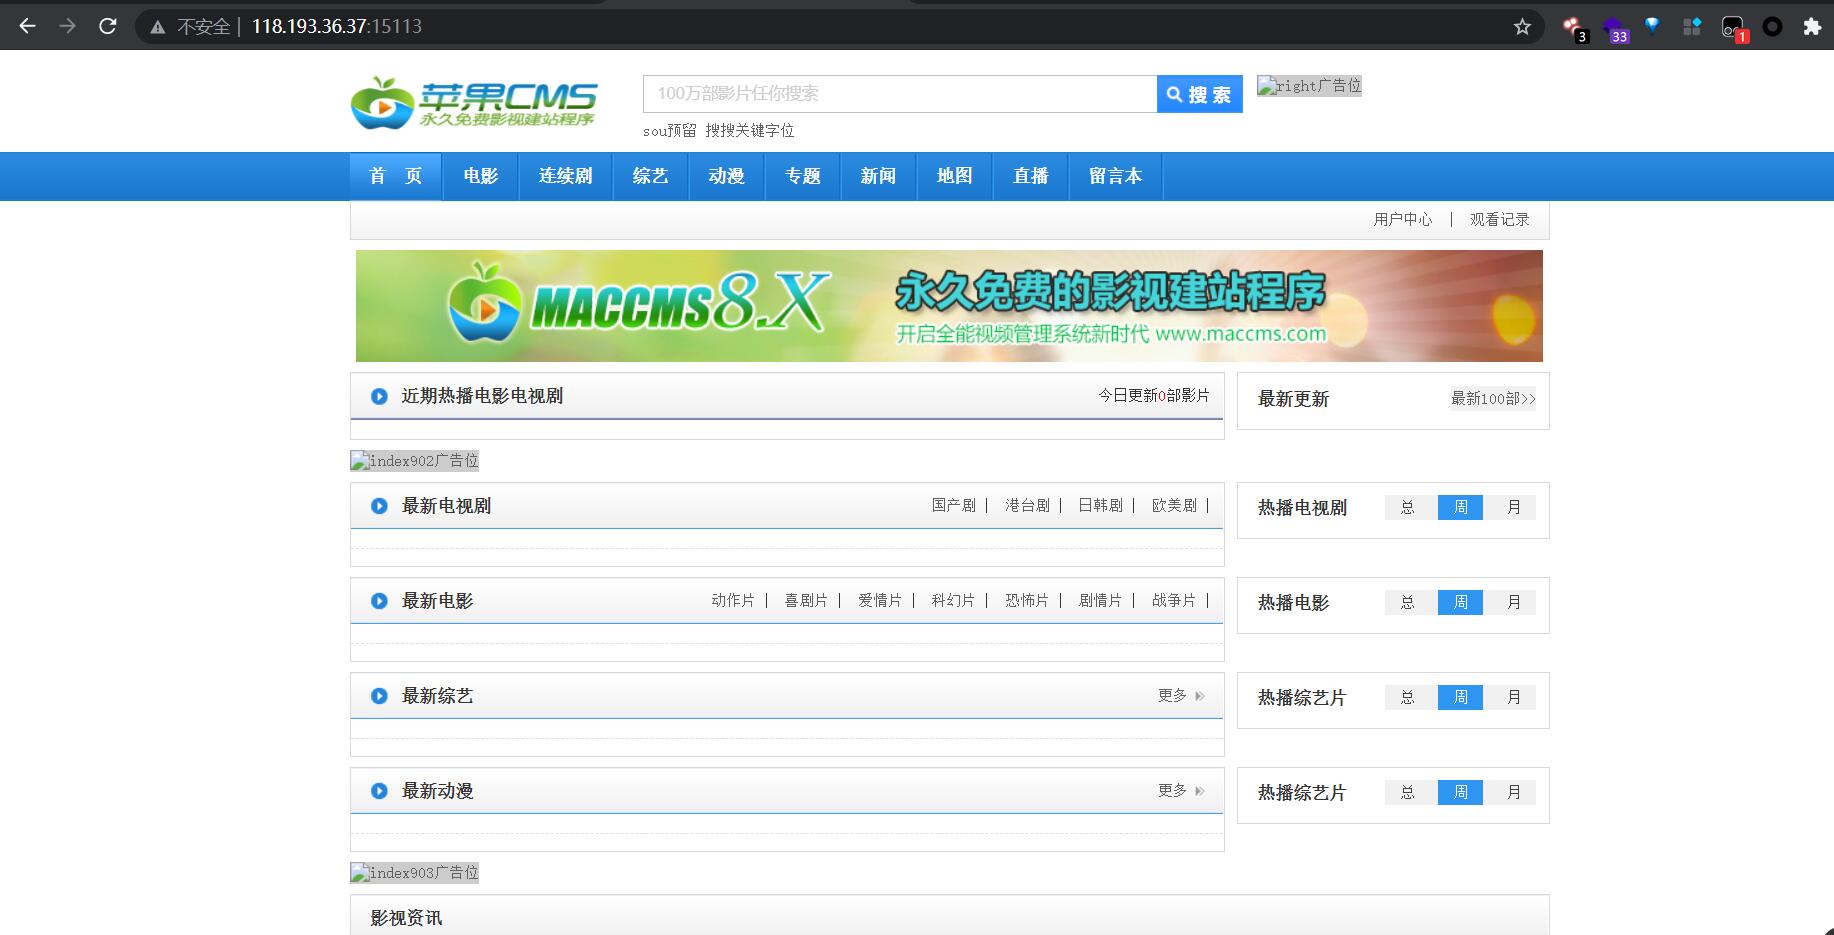 不安全 | 118.193.36.37:15113
3 33 1
苹果CMS
永久免费影视建站程序
100万部影片任你搜索
搜 索
right广告位
sou预留 搜搜关键字位
首 页 电影 连续剧 综艺 动漫 专题 新闻 地图 直播 留言本
用户中心 | 观看记录
MACCMS8.X
永久免费的影视建站程序
开启全能视频管理系统新时代 www.maccms.com
近期热播电影电视剧 今日更新0部影片
最新更新 最新100部>>
index902广告位
最新电视剧 国产剧 | 港台剧 | 日韩剧 | 欧美剧 |
热播电视剧 总 周 月
最新电影 动作片 | 喜剧片 | 爱情片 | 科幻片 | 恐怖片 | 剧情片 | 战争片 |
热播电影 总 周 月
最新综艺 更多
热播综艺片 总 周 月
最新动漫 更多
热播综艺片 总 周 月
index903广告位
影视资讯